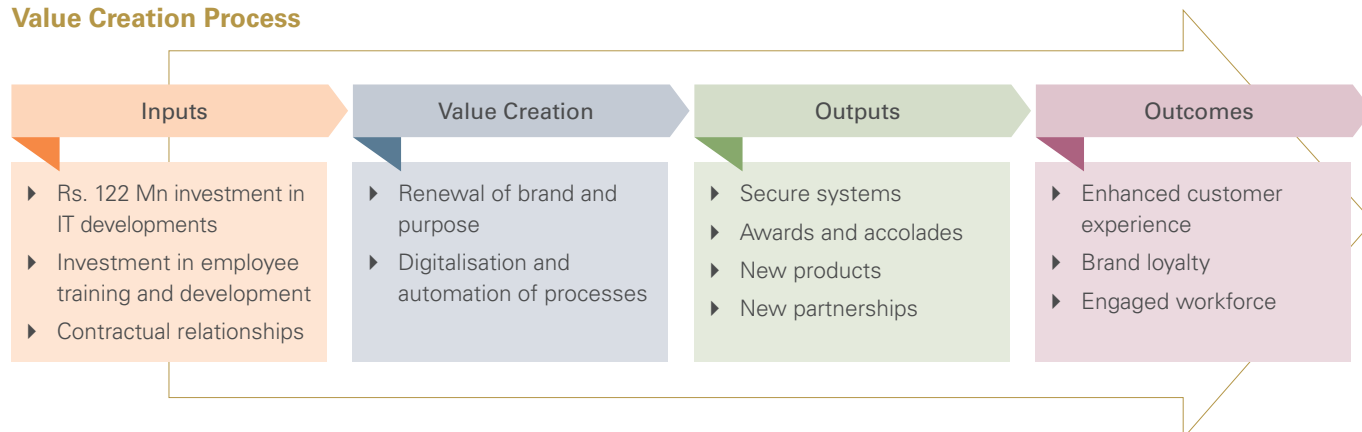 Value Creation Process
Inputs
Rs. 122 Mn investment in
IT developments
Investment in employee
training and development
Contractual relationships
Value Creation
Renewal of brand and
purpose
Digitalisation and
automation of processes
Outputs
Secure systems
Awards and accolades
New products
New partnerships
Outcomes
Enhanced customer
experience
Brand loyalty
Engaged workforce